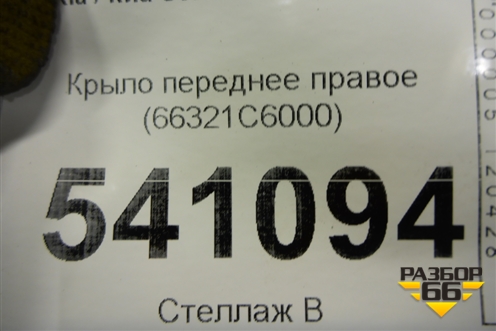 Крыло переднее правое
(66321C6000)
541094
Стеллаж В
РАЗБОР
66